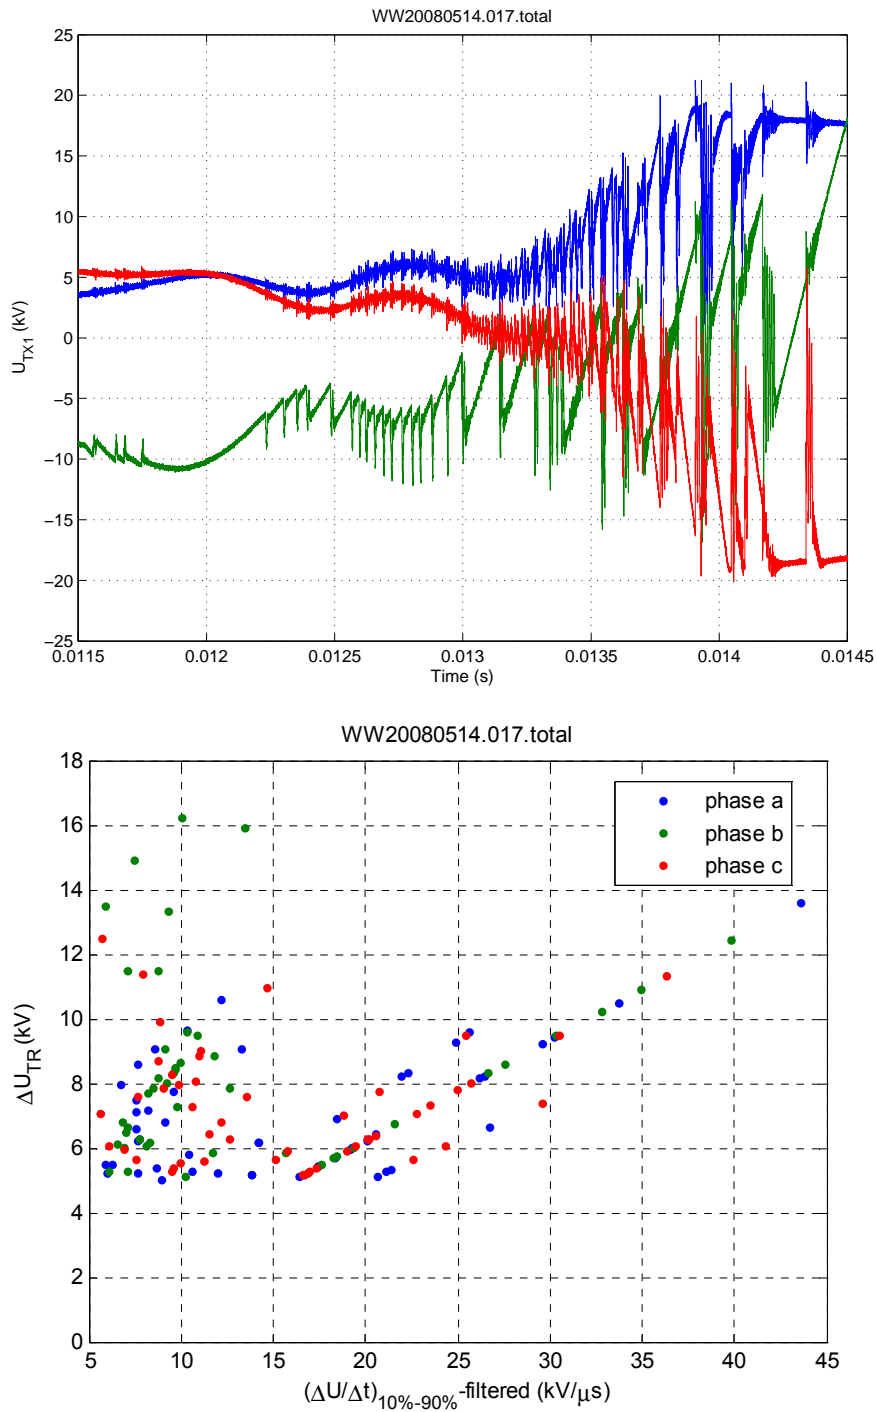 WW20080514.017.total
25
20
15
10
5
0
−5
−10
−15
−20
−25
U_TX1 (kV)
0.0115 0.012 0.0125 0.013 0.0135 0.014 0.0145
Time (s)
WW20080514.017.total
18
16
14
12
10
8
6
4
2
0
ΔU_TR (kV)
phase a
phase b
phase c
5 10 15 20 25 30 35 40 45
(ΔU/Δt)_10%-90%-filtered (kV/μs)